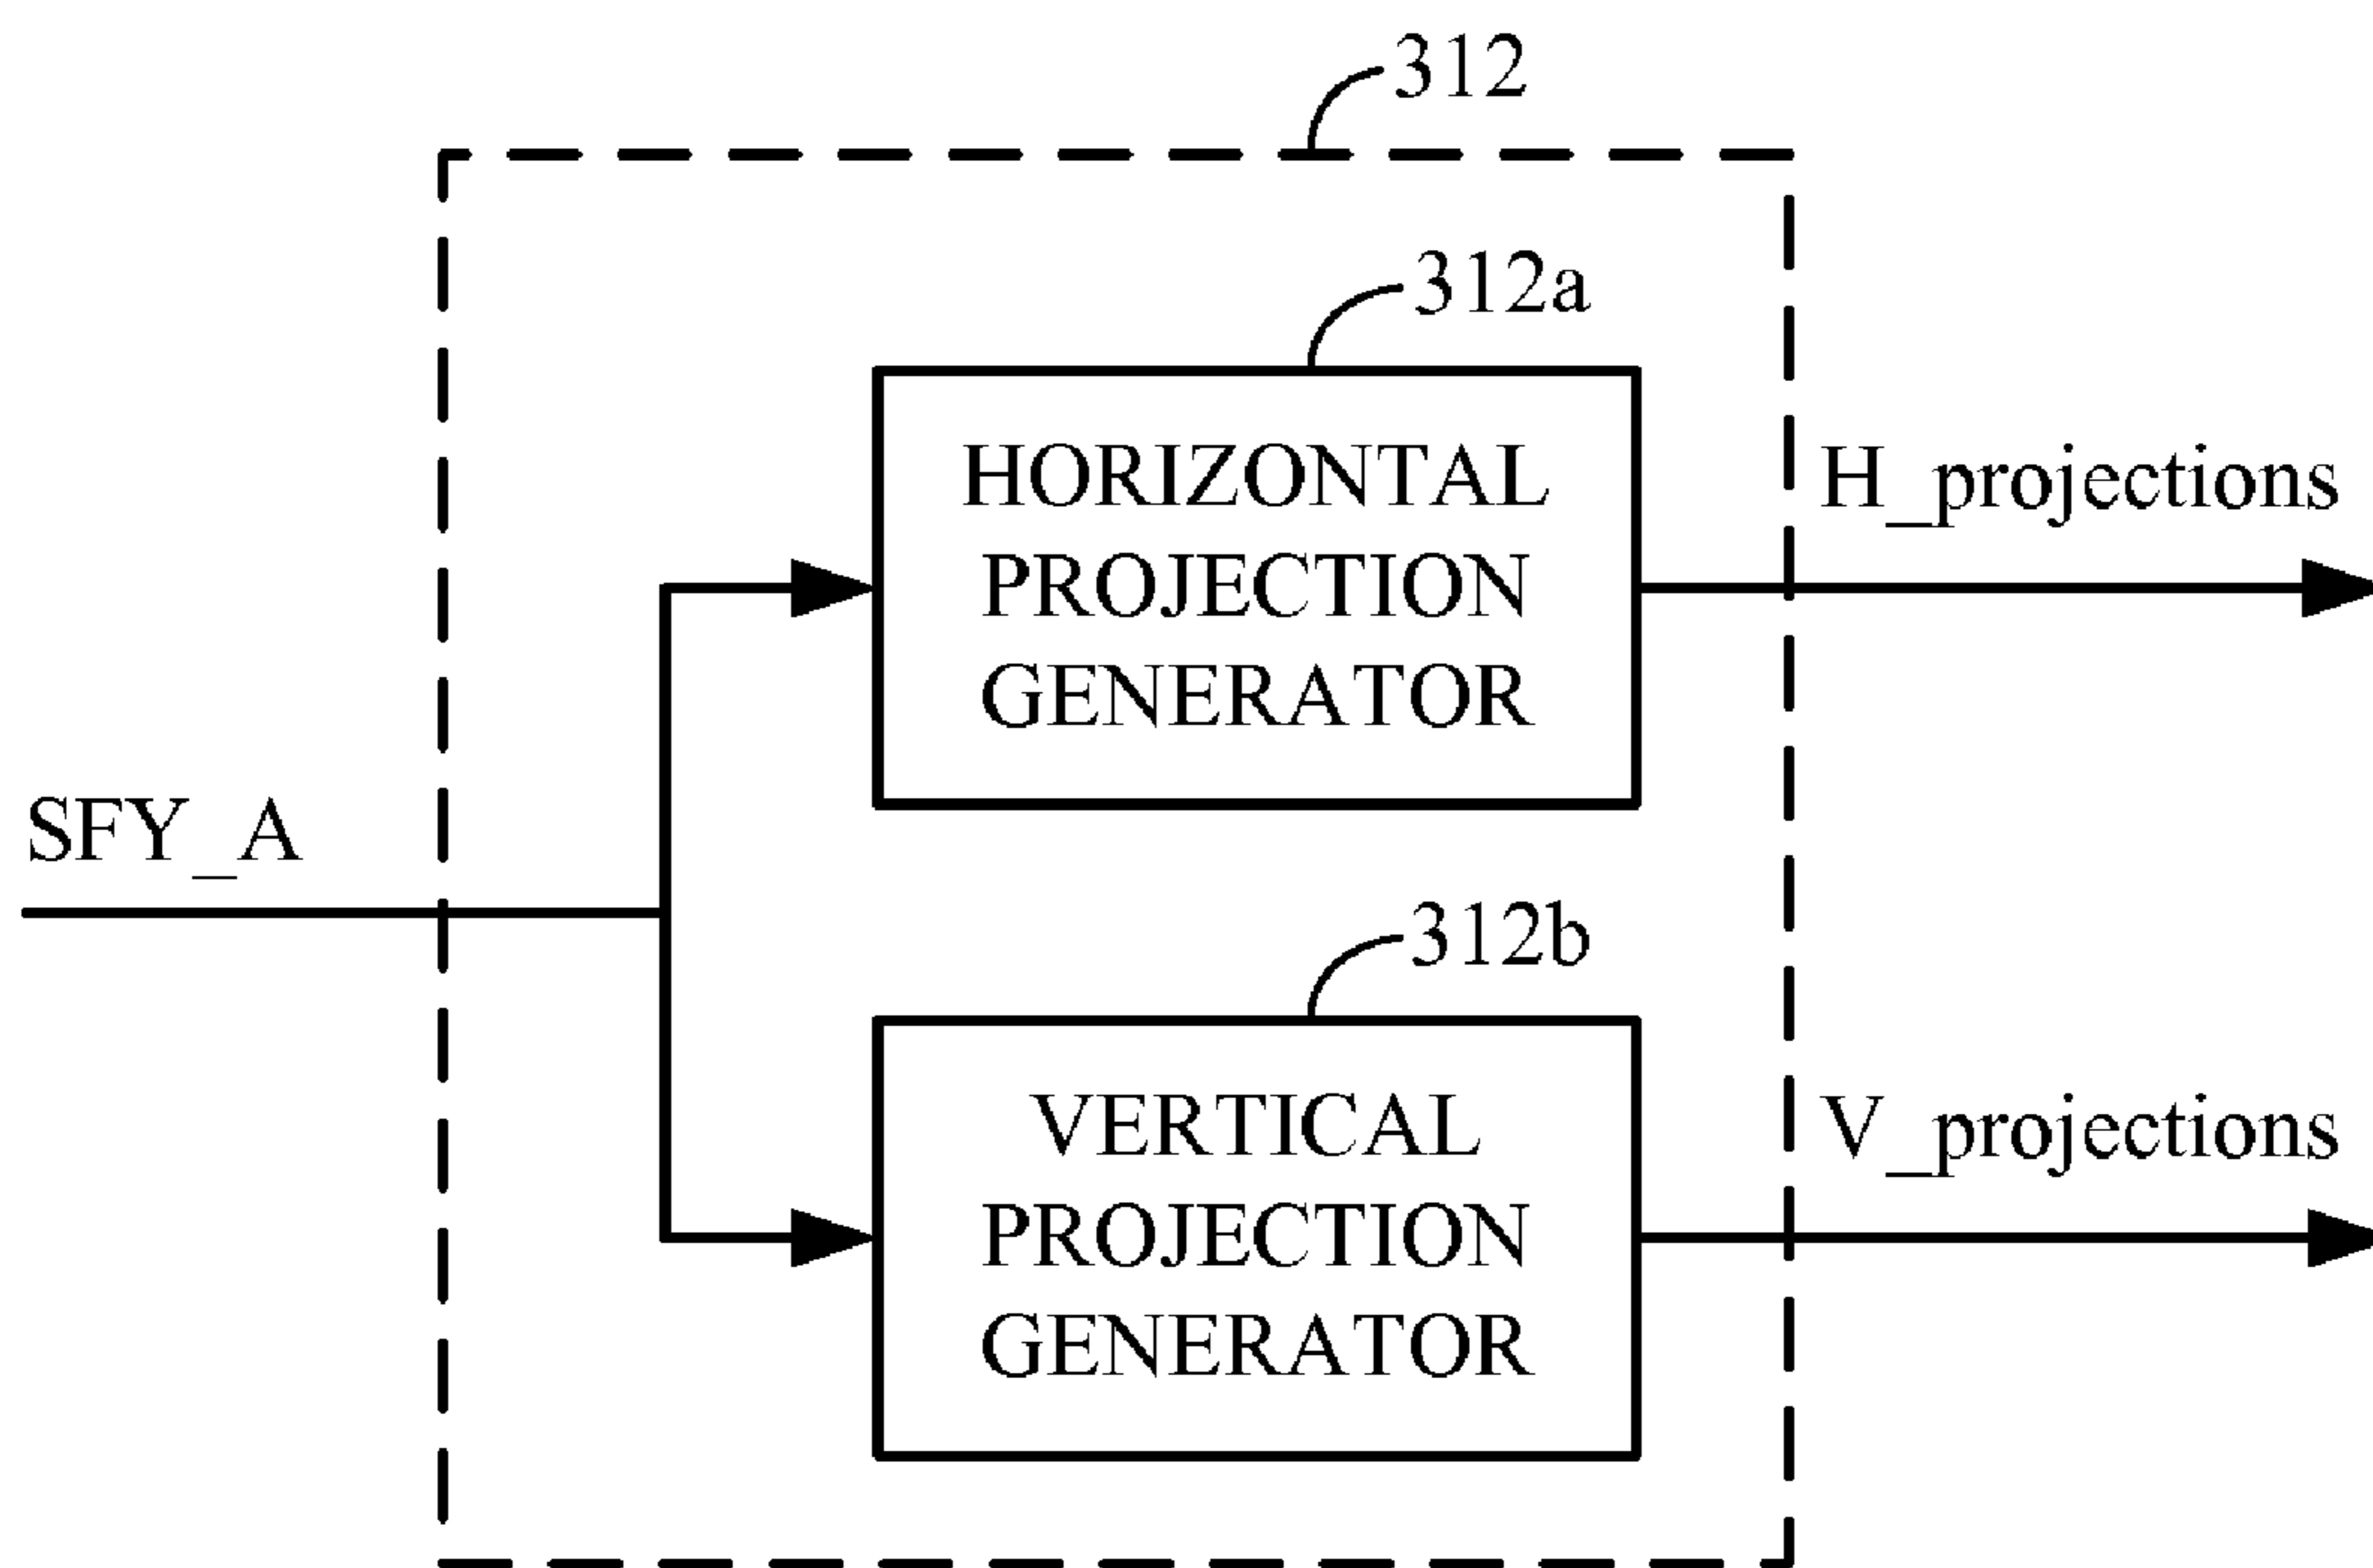 312
312a
HORIZONTAL
PROJECTION
GENERATOR
H_projections
SFY_A
312b
VERTICAL
PROJECTION
GENERATOR
V_projections